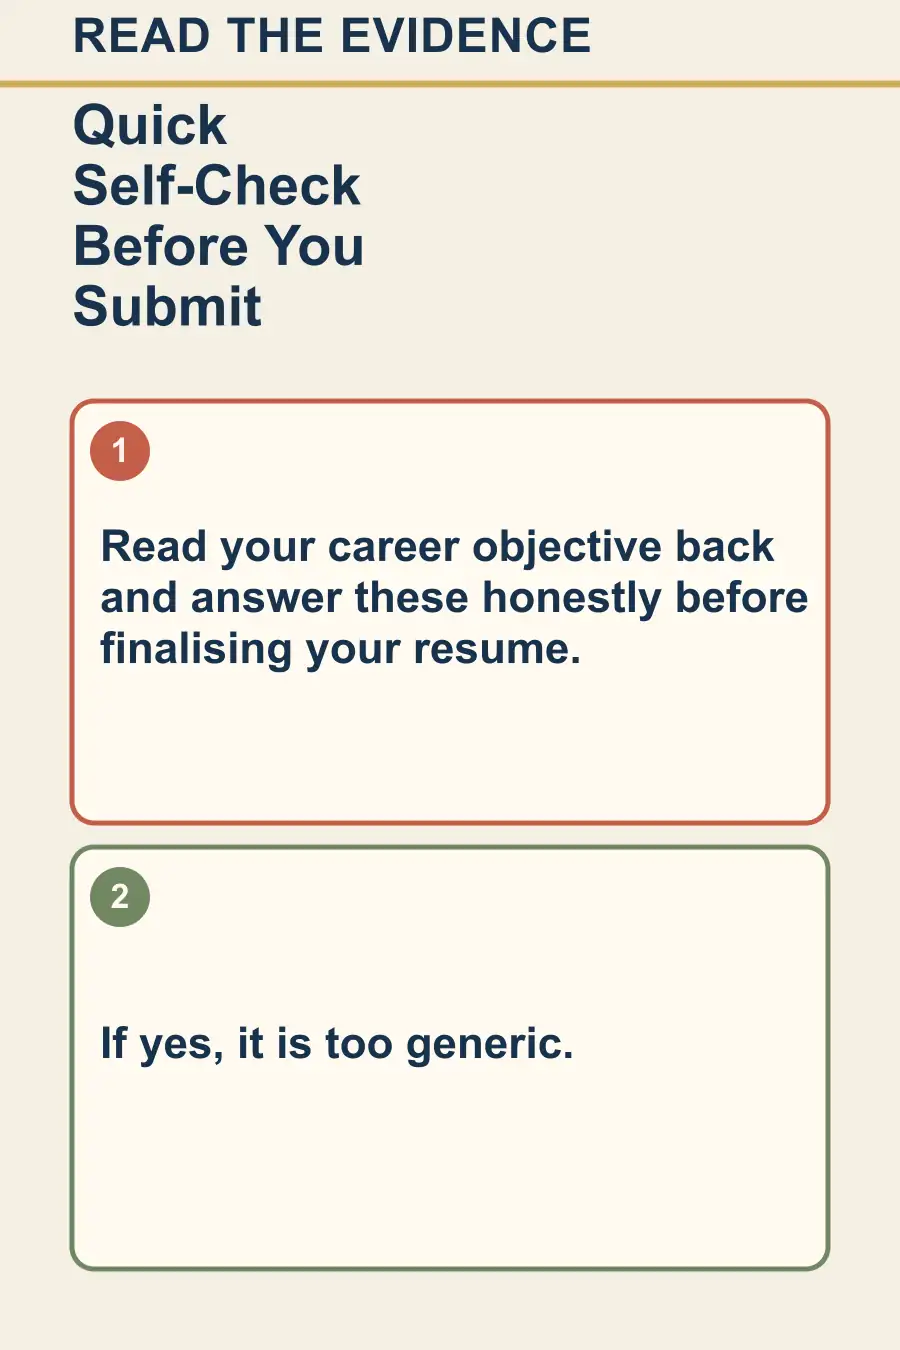 READ THE EVIDENCE
Quick
Self-Check
Before You
Submit
1
Read your career objective back
and answer these honestly before
finalising your resume.
2
If yes, it is too generic.